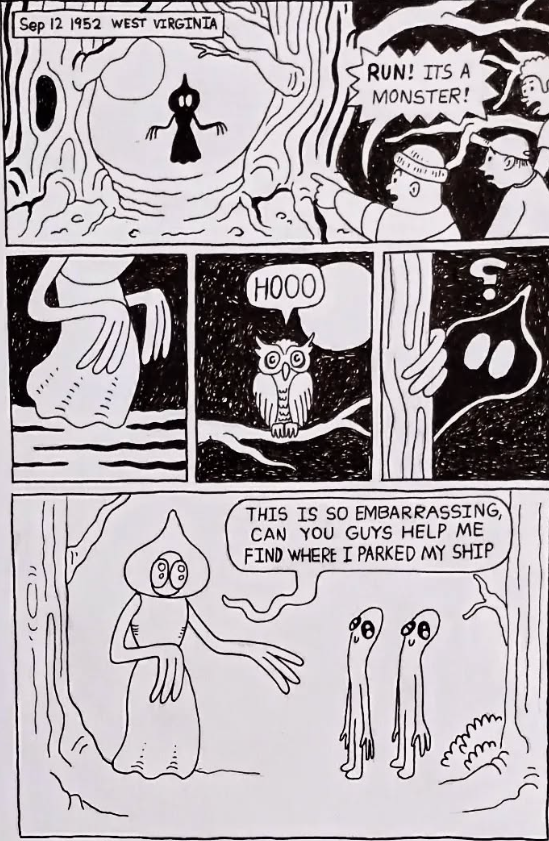 Sep 12 1952 WEST VIRGINIA
RUN! ITS A
MONSTER!
HOOO
?
THIS IS SO EMBARRASSING,
CAN YOU GUYS HELP ME
FIND WHERE I PARKED MY SHIP